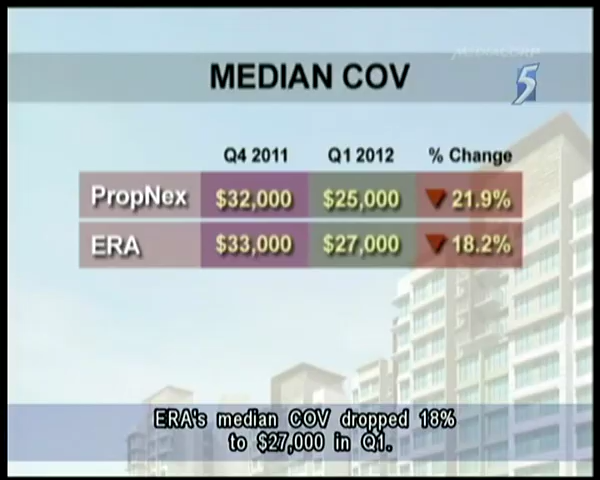 MEDIACORP
5
MEDIAN COV
Q4 2011 Q1 2012 % Change
PropNex $32,000 $25,000 ▼ 21.9%
ERA $33,000 $27,000 ▼ 18.2%
ERA's median COV dropped 18%
to $27,000 in Q1.